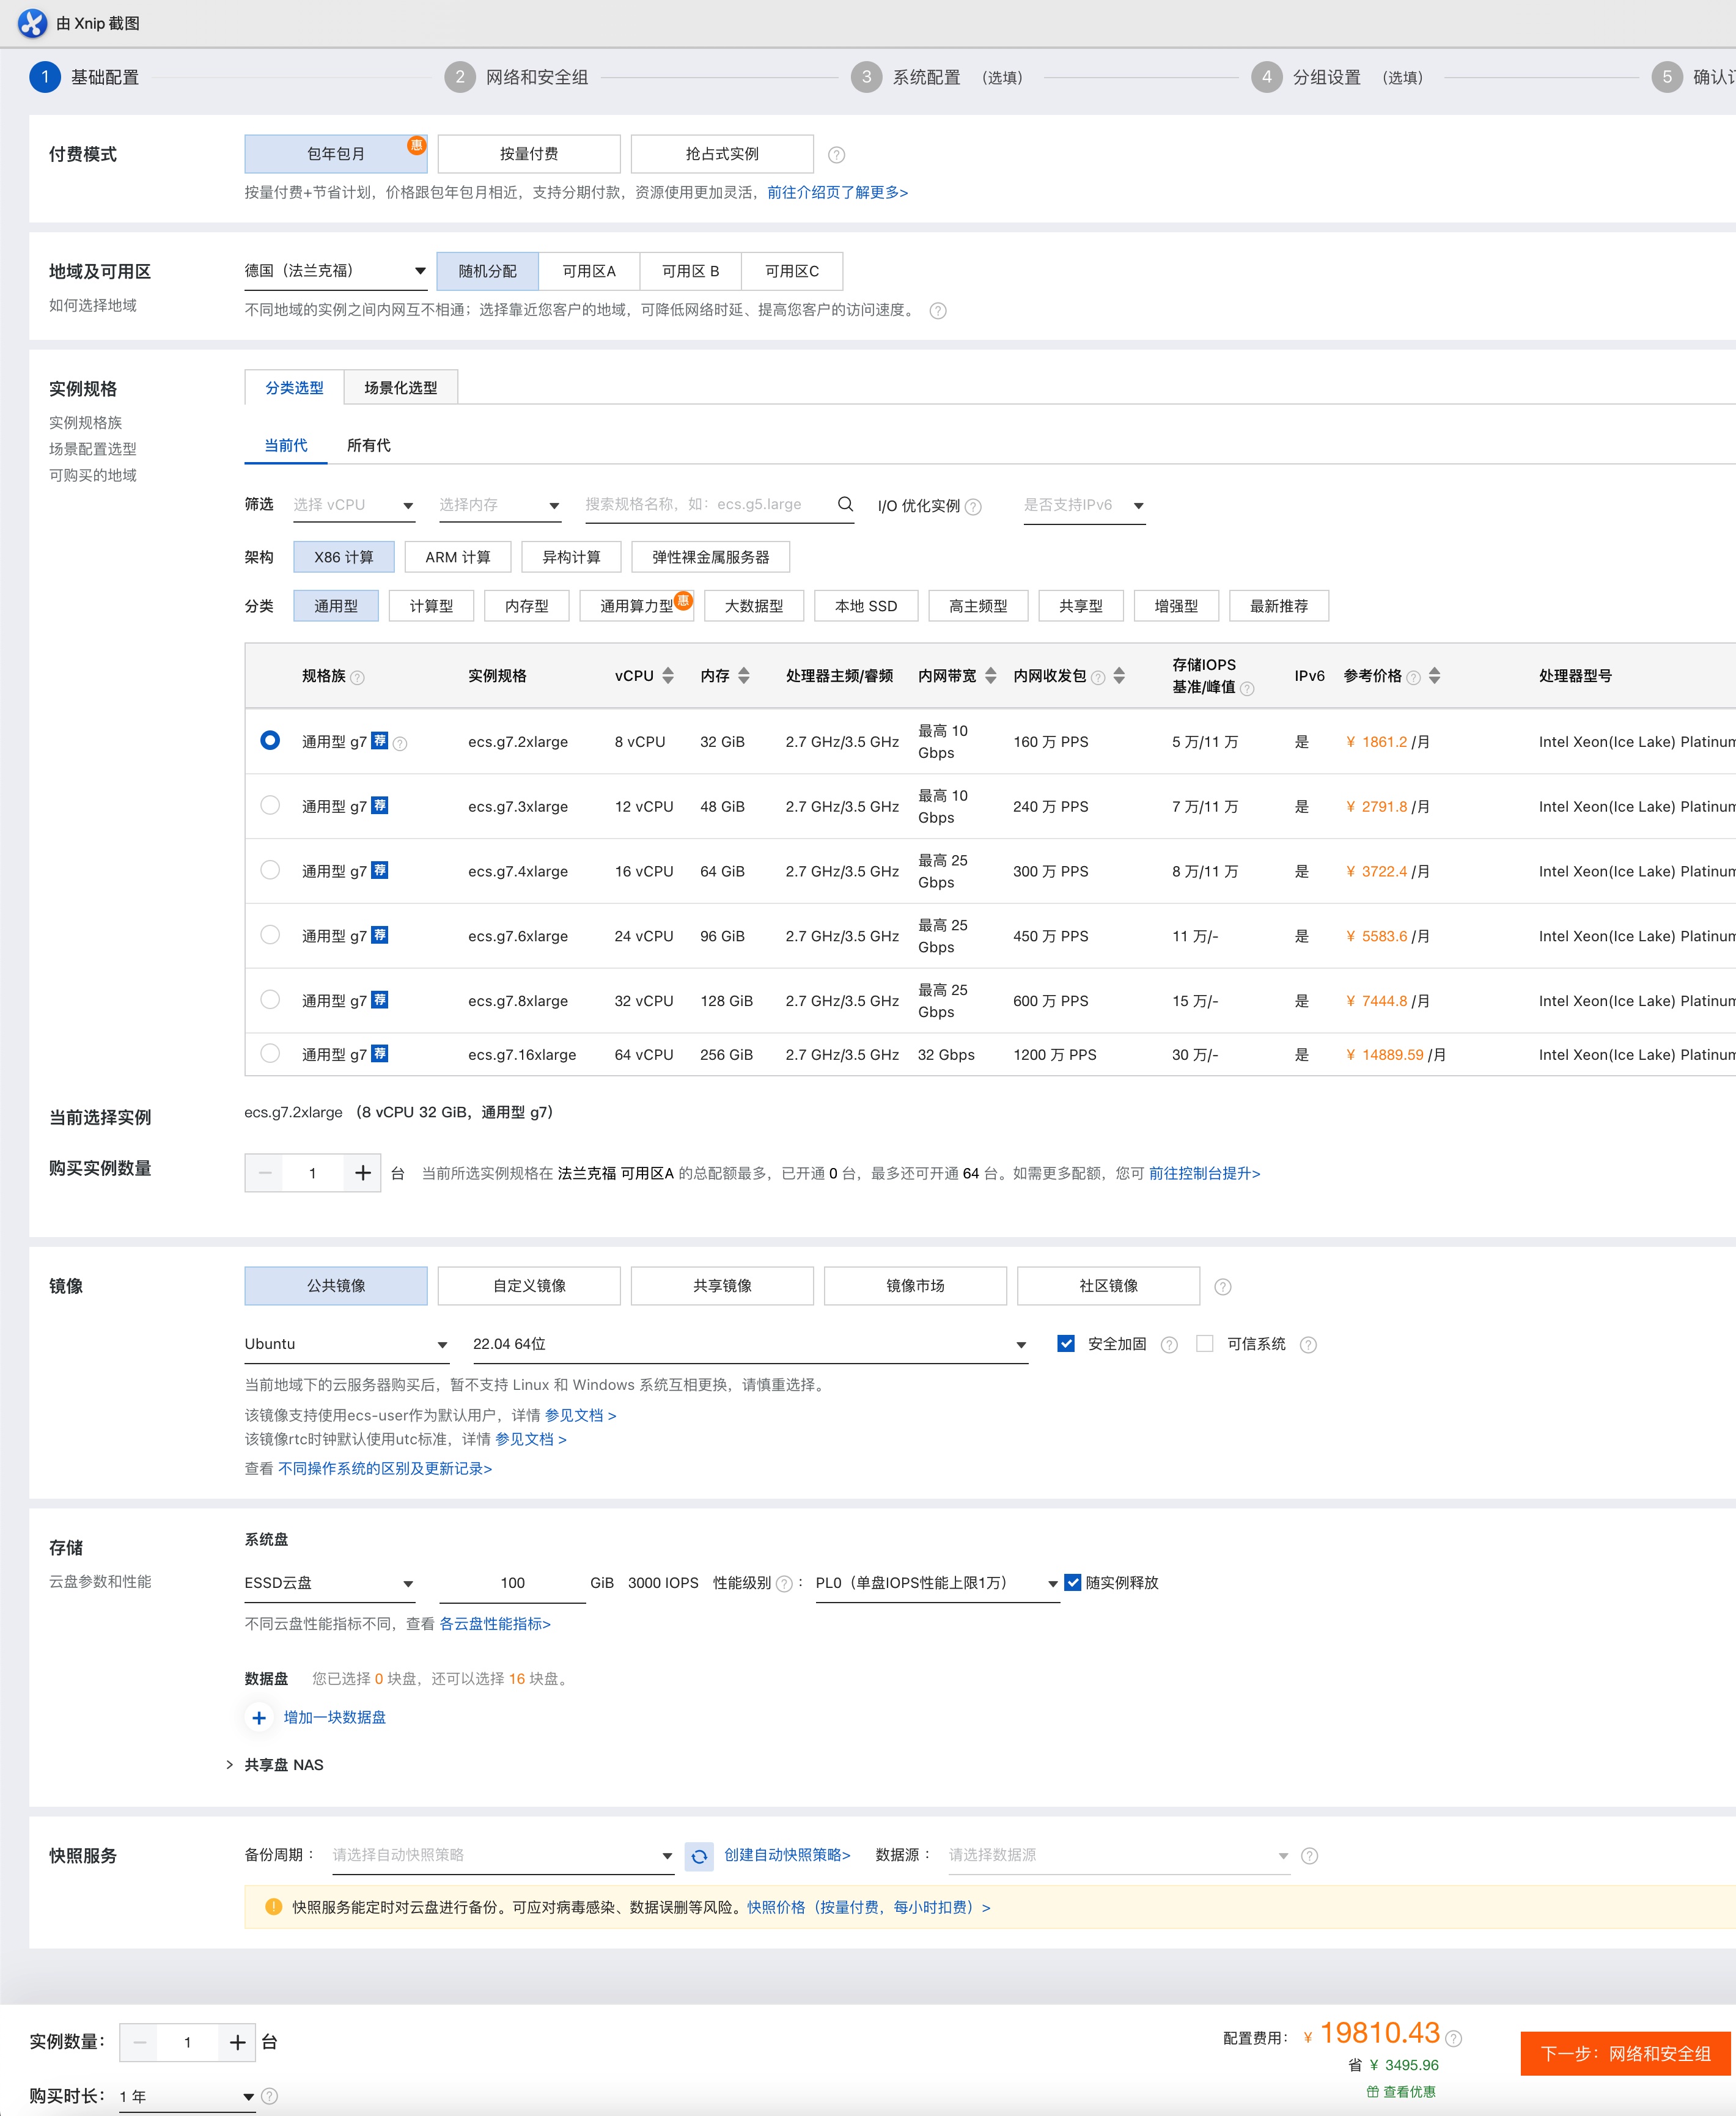 由 Xnip 截图
1 基础配置 2 网络和安全组 3 系统配置 （选填） 4 分组设置 （选填） 5 确认
付费模式 包年包月 惠 按量付费 抢占式实例
按量付费+节省计划，价格跟包年包月相近，支持分期付款，资源使用更加灵活，前往介绍页了解更多>
地域及可用区 德国（法兰克福） 随机分配 可用区A 可用区 B 可用区C
如何选择地域 不同地域的实例之间内网互不相通；选择靠近您客户的地域，可降低网络时延、提高您客户的访问速度。
实例规格 分类选型 场景化选型
实例规格族
场景配置选型
可购买的地域
当前代 所有代
筛选 选择 vCPU 选择内存 搜索规格名称，如：ecs.g5.large I/O 优化实例 是否支持IPv6
架构 X86 计算 ARM 计算 异构计算 弹性裸金属服务器
分类 通用型 计算型 内存型 通用算力型 惠 大数据型 本地 SSD 高主频型 共享型 增强型 最新推荐
规格族 实例规格 vCPU 内存 处理器主频/睿频 内网带宽 内网收发包 存储IOPS 基准/峰值 IPv6 参考价格 处理器型号
通用型 g7 荐 ecs.g7.2xlarge 8 vCPU 32 GiB 2.7 GHz/3.5 GHz 最高 10 Gbps 160 万 PPS 5 万/11 万 是 ¥ 1861.2 /月 Intel Xeon(Ice Lake) Platinum
通用型 g7 荐 ecs.g7.3xlarge 12 vCPU 48 GiB 2.7 GHz/3.5 GHz 最高 10 Gbps 240 万 PPS 7 万/11 万 是 ¥ 2791.8 /月 Intel Xeon(Ice Lake) Platinum
通用型 g7 荐 ecs.g7.4xlarge 16 vCPU 64 GiB 2.7 GHz/3.5 GHz 最高 25 Gbps 300 万 PPS 8 万/11 万 是 ¥ 3722.4 /月 Intel Xeon(Ice Lake) Platinum
通用型 g7 荐 ecs.g7.6xlarge 24 vCPU 96 GiB 2.7 GHz/3.5 GHz 最高 25 Gbps 450 万 PPS 11 万/- 是 ¥ 5583.6 /月 Intel Xeon(Ice Lake) Platinum
通用型 g7 荐 ecs.g7.8xlarge 32 vCPU 128 GiB 2.7 GHz/3.5 GHz 最高 25 Gbps 600 万 PPS 15 万/- 是 ¥ 7444.8 /月 Intel Xeon(Ice Lake) Platinum
通用型 g7 荐 ecs.g7.16xlarge 64 vCPU 256 GiB 2.7 GHz/3.5 GHz 32 Gbps 1200 万 PPS 30 万/- 是 ¥ 14889.59 /月 Intel Xeon(Ice Lake) Platinum
当前选择实例 ecs.g7.2xlarge （8 vCPU 32 GiB，通用型 g7）
购买实例数量 1 台 当前所选实例规格在 法兰克福 可用区A 的总配额最多，已开通 0 台，最多还可开通 64 台。如需更多配额，您可 前往控制台提升>
镜像 公共镜像 自定义镜像 共享镜像 镜像市场 社区镜像
Ubuntu 22.04 64位 安全加固 可信系统
当前地域下的云服务器购买后，暂不支持 Linux 和 Windows 系统互相更换，请慎重选择。
该镜像支持使用ecs-user作为默认用户，详情 参见文档 >
该镜像rtc时钟默认使用utc标准，详情 参见文档 >
查看 不同操作系统的区别及更新记录>
存储 系统盘
云盘参数和性能 ESSD云盘 100 GiB 3000 IOPS 性能级别 ： PL0（单盘IOPS性能上限1万） 随实例释放
不同云盘性能指标不同，查看 各云盘性能指标>
数据盘 您已选择 0 块盘，还可以选择 16 块盘。
增加一块数据盘
共享盘 NAS
快照服务 备份周期： 请选择自动快照策略 创建自动快照策略> 数据源： 请选择数据源
快照服务能定时对云盘进行备份。可应对病毒感染、数据误删等风险。快照价格（按量付费，每小时扣费）>
实例数量： 1 台 配置费用： ¥ 19810.43 下一步：网络和安全组
省 ¥ 3495.96
购买时长： 1 年 查看优惠